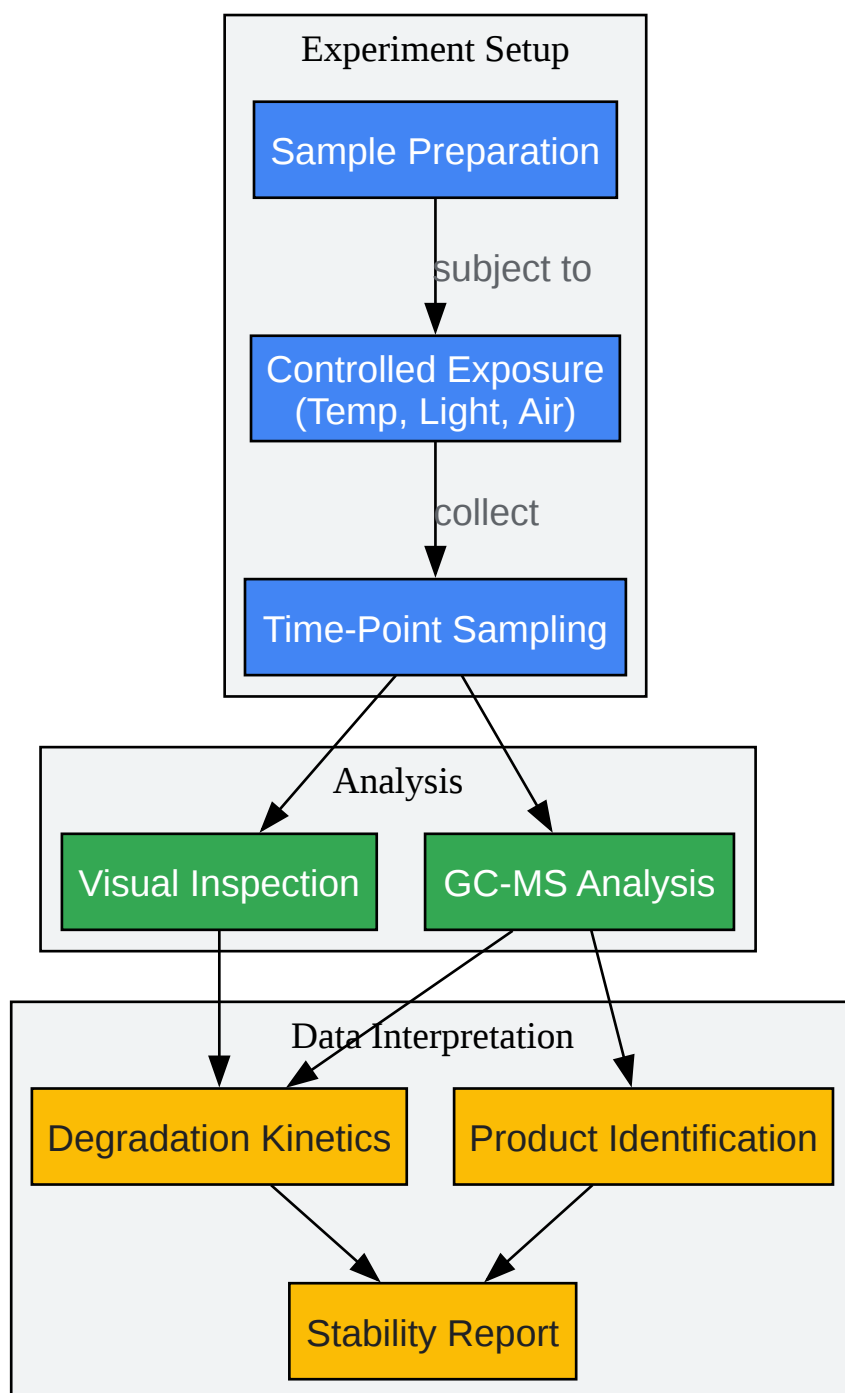 Experiment Setup
Sample Preparation
subject to
Controlled Exposure
(Temp, Light, Air)
collect
Time-Point Sampling
Analysis
Visual Inspection
GC-MS Analysis
Data Interpretation
Degradation Kinetics
Product Identification
Stability Report